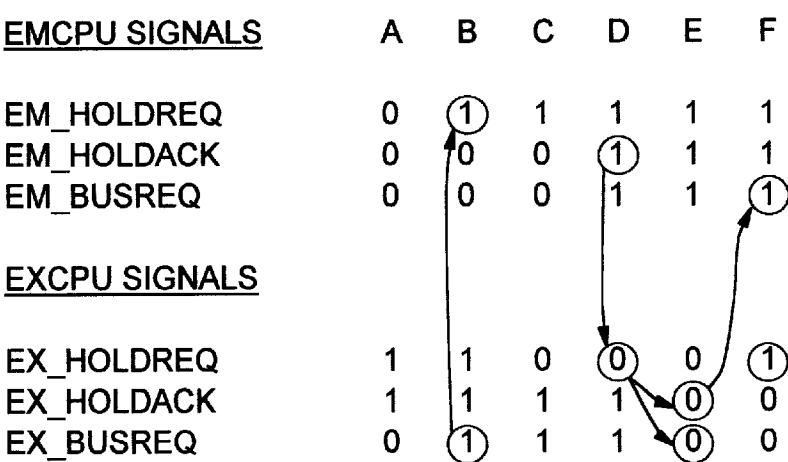 EMCPU SIGNALS A B C D E F
EM_HOLDREQ 0 1 1 1 1 1
EM_HOLDACK 0 0 0 1 1 1
EM_BUSREQ 0 0 0 1 1 1
EXCPU SIGNALS
EX_HOLDREQ 1 1 0 0 0 1
EX_HOLDACK 1 1 1 1 0 0
EX_BUSREQ 0 1 1 1 0 0